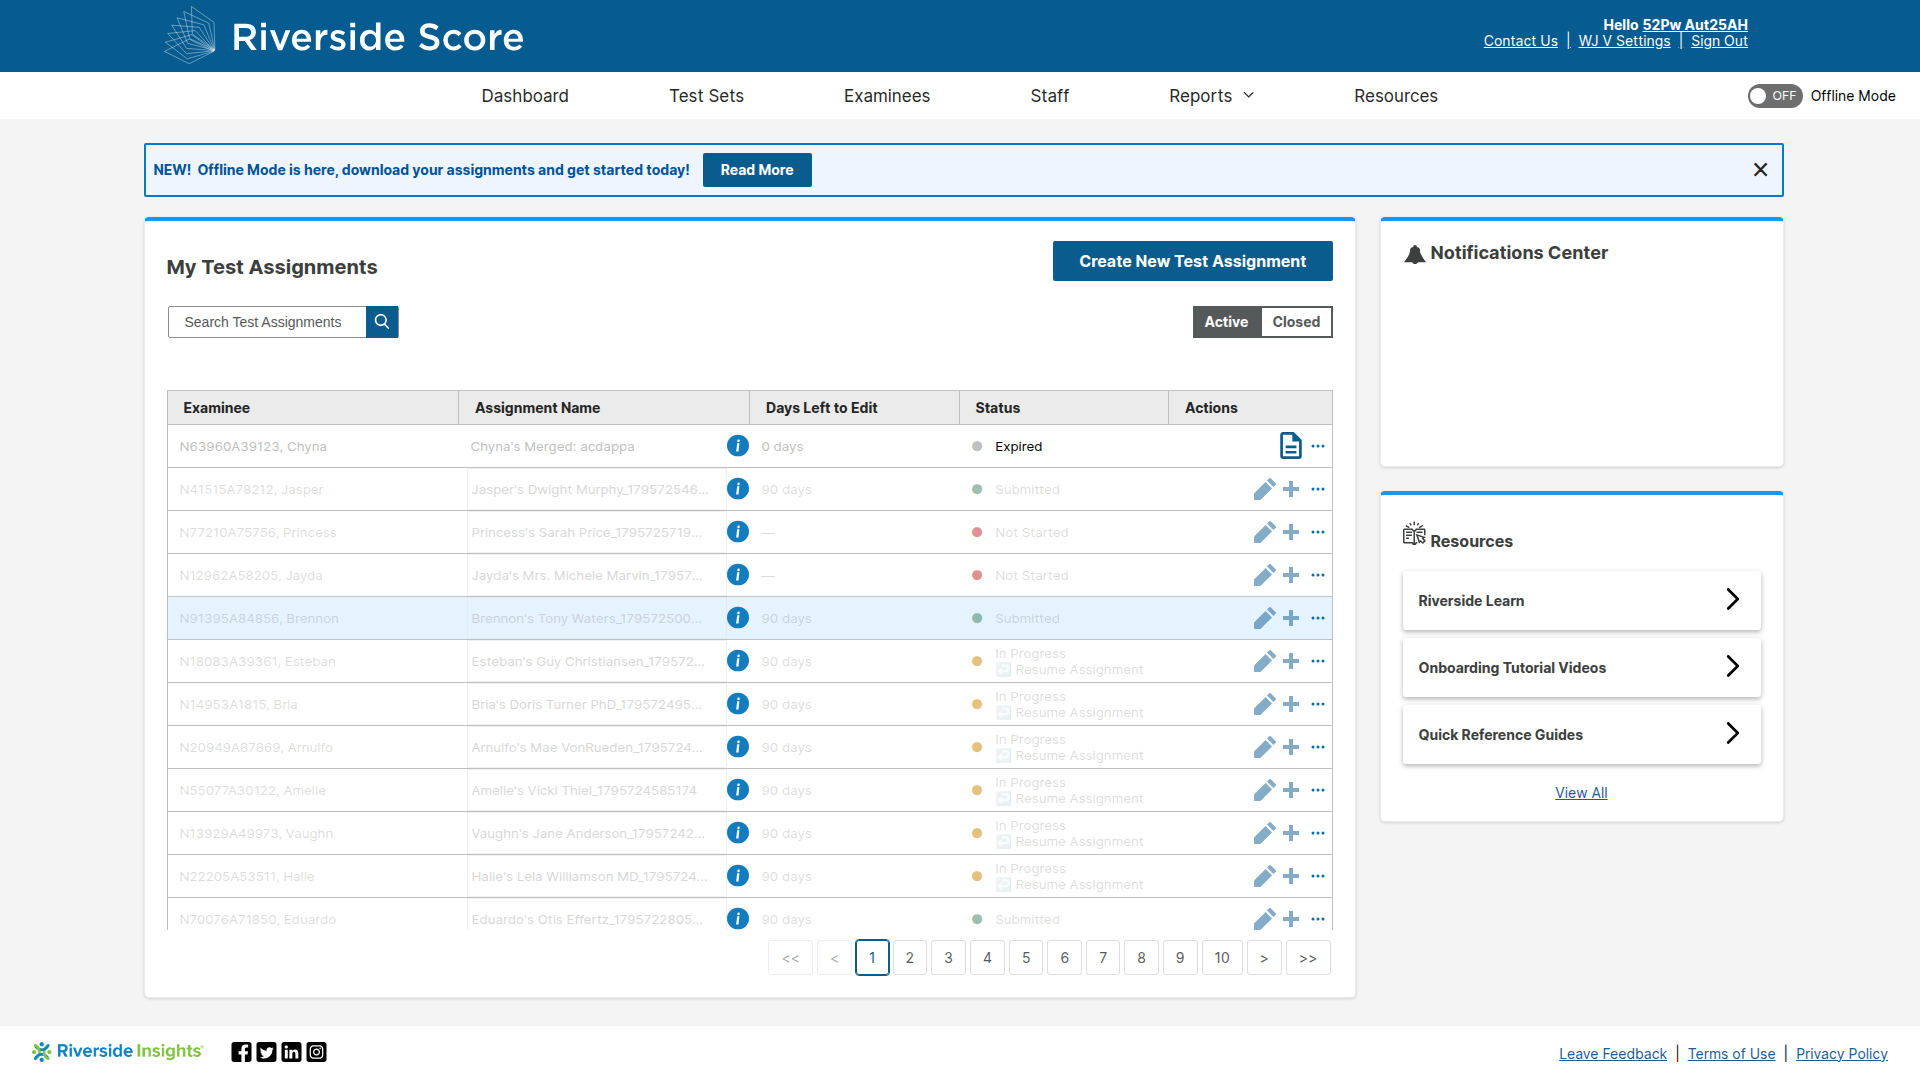 Riverside Score
Hello 52Pw Aut25AH
Contact Us | WJ V Settings | Sign Out
Dashboard Test Sets Examinees Staff Reports Resources OFF Offline Mode
NEW! Offline Mode is here, download your assignments and get started today! Read More
My Test Assignments
Create New Test Assignment
Search Test Assignments
Active Closed
Examinee Assignment Name Days Left to Edit Status Actions
N63960A39123, Chyna Chyna's Merged: acdappa i 0 days Expired
N41515A78212, Jasper Jasper's Dwight Murphy_179572546... i 90 days Submitted
N77210A75756, Princess Princess's Sarah Price_1795725719... i — Not Started
N12962A58205, Jayda Jayda's Mrs. Michele Marvin_17957... i — Not Started
N91395A84856, Brennon Brennon's Tony Waters_179572500... i 90 days Submitted
N18083A39361, Esteban Esteban's Guy Christiansen_179572... i 90 days In Progress
Resume Assignment
N14953A1815, Bria Bria's Doris Turner PhD_179572495... i 90 days In Progress
Resume Assignment
N20949A87869, Arnulfo Arnulfo's Mae VonRueden_1795724... i 90 days In Progress
Resume Assignment
N55077A30122, Amelie Amelie's Vicki Thiel_1795724585174 i 90 days In Progress
Resume Assignment
N13929A49973, Vaughn Vaughn's Jane Anderson_17957242... i 90 days In Progress
Resume Assignment
N22205A53511, Halle Halle's Lela Williamson MD_1795724... i 90 days In Progress
Resume Assignment
N70076A71850, Eduardo Eduardo's Otis Effertz_1795722805... i 90 days Submitted
<< < 1 2 3 4 5 6 7 8 9 10 > >>
Notifications Center
Resources
Riverside Learn
Onboarding Tutorial Videos
Quick Reference Guides
View All
Riverside Insights
Leave Feedback | Terms of Use | Privacy Policy